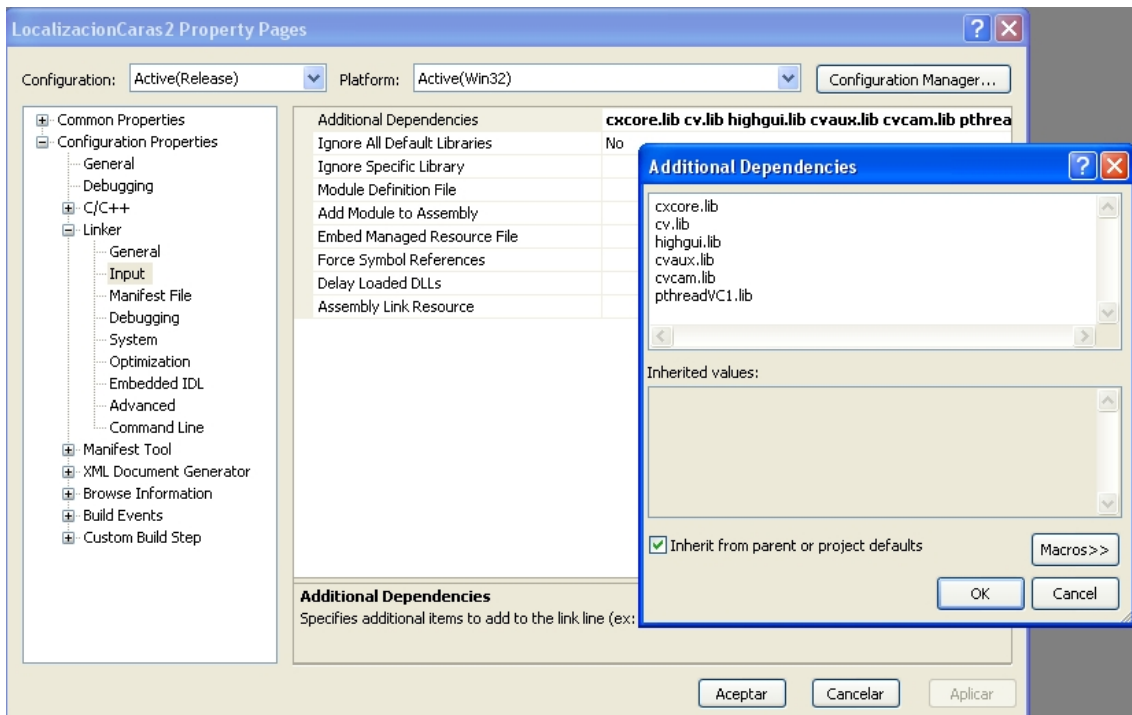 LocalizacionCaras2 Property Pages
Configuration: Active(Release) Platform: Active(Win32) Configuration Manager...
Common Properties
Configuration Properties
General
Debugging
C/C++
Linker
General
Input
Manifest File
Debugging
System
Optimization
Embedded IDL
Advanced
Command Line
Manifest Tool
XML Document Generator
Browse Information
Build Events
Custom Build Step
Additional Dependencies cxcore.lib cv.lib highgui.lib cvaux.lib cvcam.lib pthrea
Ignore All Default Libraries No
Ignore Specific Library
Module Definition File
Add Module to Assembly
Embed Managed Resource File
Force Symbol References
Delay Loaded DLLs
Assembly Link Resource
Additional Dependencies
Specifies additional items to add to the link line (ex:
Aceptar Cancelar Aplicar
Additional Dependencies
cxcore.lib
cv.lib
highgui.lib
cvaux.lib
cvcam.lib
pthreadVC1.lib
Inherited values:
Inherit from parent or project defaults
Macros>>
OK Cancel